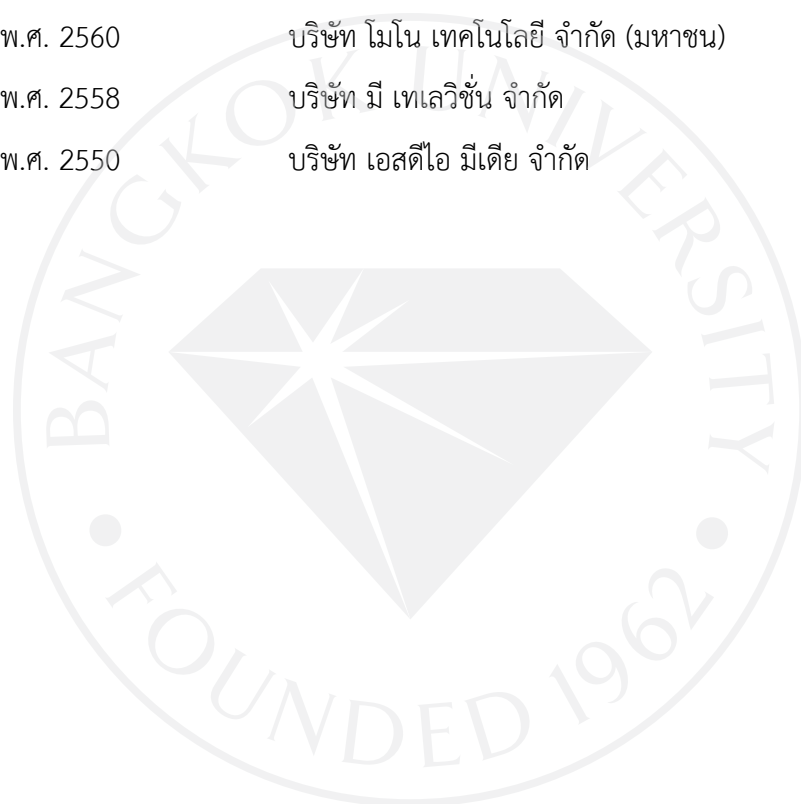 พ.ศ. 2560 บริษัท โมโน เทคโนโลยี จำกัด (มหาชน)
พ.ศ. 2558 บริษัท มี เทเลวิชั่น จำกัด
พ.ศ. 2550 บริษัท เอสดีไอ มีเดีย จำกัด
BANGKOK UNIVERSITY
FOUNDED 1962